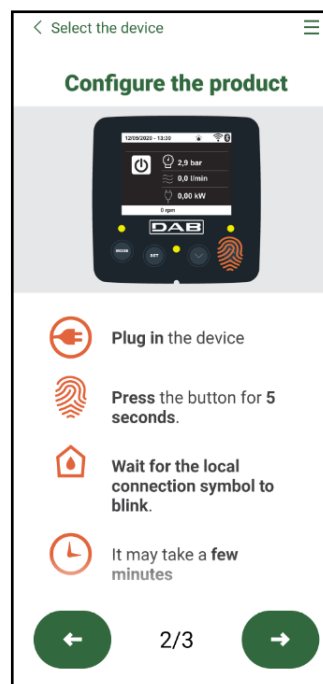 Select the device
Configure the product
12/05/2020 - 13:30
2,9 bar
0,0 l/min
0,00 kW
0 rpm
DAB
MODE
SET
Plug in the device
Press the button for 5
seconds.
Wait for the local
connection symbol to
blink.
It may take a few
minutes
2/3